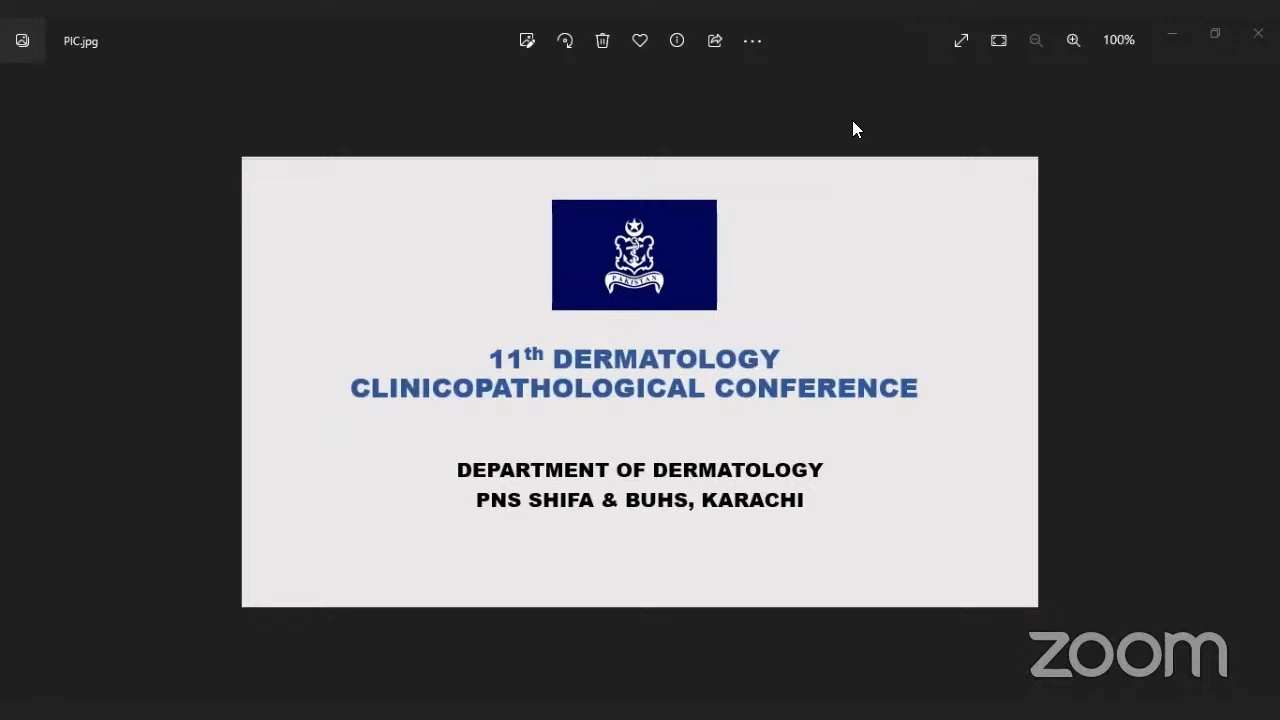 PIC.jpg
100%
PAKISTAN
11th DERMATOLOGY
CLINICOPATHOLOGICAL CONFERENCE
DEPARTMENT OF DERMATOLOGY
PNS SHIFA & BUHS, KARACHI
zoom